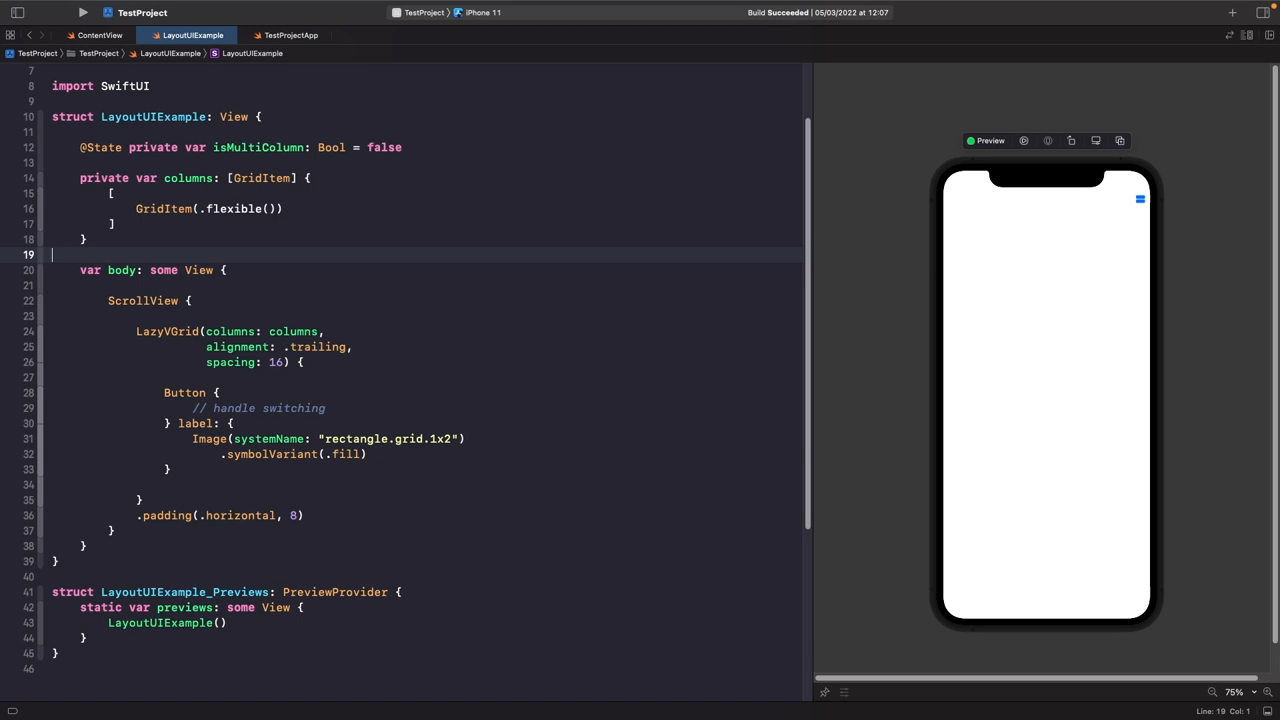 TestProject
TestProject
iPhone 11
Build Succeeded | 05/03/2022 at 12:07
ContentView
LayoutUIExample
TestProjectApp
TestProject
TestProject
LayoutUIExample
S LayoutUIExample
7
8 import SwiftUI
9
10 struct LayoutUIExample: View {
11
12 @State private var isMultiColumn: Bool = false
13
14 private var columns: [GridItem] {
15 [
16 GridItem(.flexible())
17 ]
18 }
19
20 var body: some View {
21
22 ScrollView {
23
24 LazyVGrid(columns: columns,
25 alignment: .trailing,
26 spacing: 16) {
27
28 Button {
29 // handle switching
30 } label: {
31 Image(systemName: "rectangle.grid.1x2")
32 .symbolVariant(.fill)
33 }
34
35 }
36 .padding(.horizontal, 8)
37 }
38 }
39 }
40
41 struct LayoutUIExample_Previews: PreviewProvider {
42 static var previews: some View {
43 LayoutUIExample()
44 }
45 }
46
Preview
75%
Line: 19 Col: 1